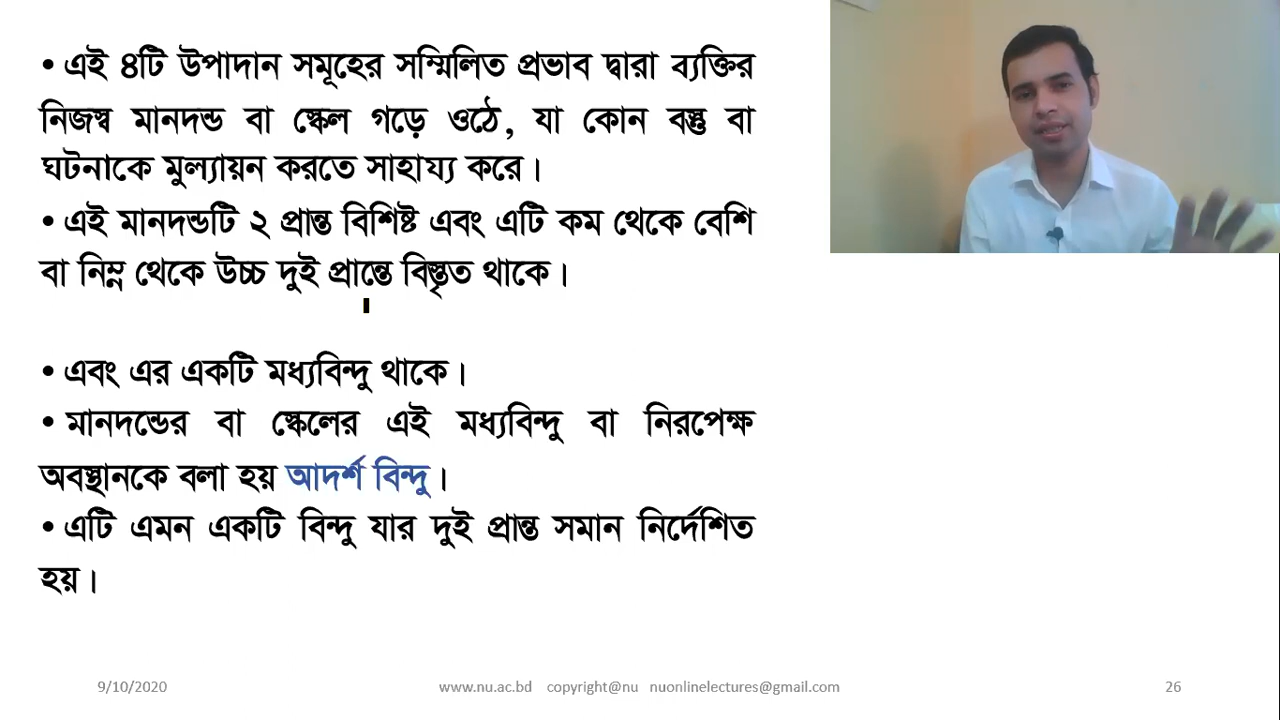 • এই ৪টি উপাদান সমূহের সম্মিলিত প্রভাব দ্বারা ব্যক্তির
নিজস্ব মানদন্ড বা স্কেল গড়ে ওঠে, যা কোন বস্তু বা
ঘটনাকে মুল্যায়ন করতে সাহায্য করে।
• এই মানদন্ডটি ২ প্রান্ত বিশিষ্ট এবং এটি কম থেকে বেশি
বা নিম্ন থেকে উচ্চ দুই প্রান্তে বিস্তৃত থাকে।
• এবং এর একটি মধ্যবিন্দু থাকে।
• মানদন্ডের বা স্কেলের এই মধ্যবিন্দু বা নিরপেক্ষ
অবস্থানকে বলা হয় আদর্শ বিন্দু।
• এটি এমন একটি বিন্দু যার দুই প্রান্ত সমান নির্দেশিত
হয়।
9/10/2020 www.nu.ac.bd copyright@nu nuonlinelectures@gmail.com 26